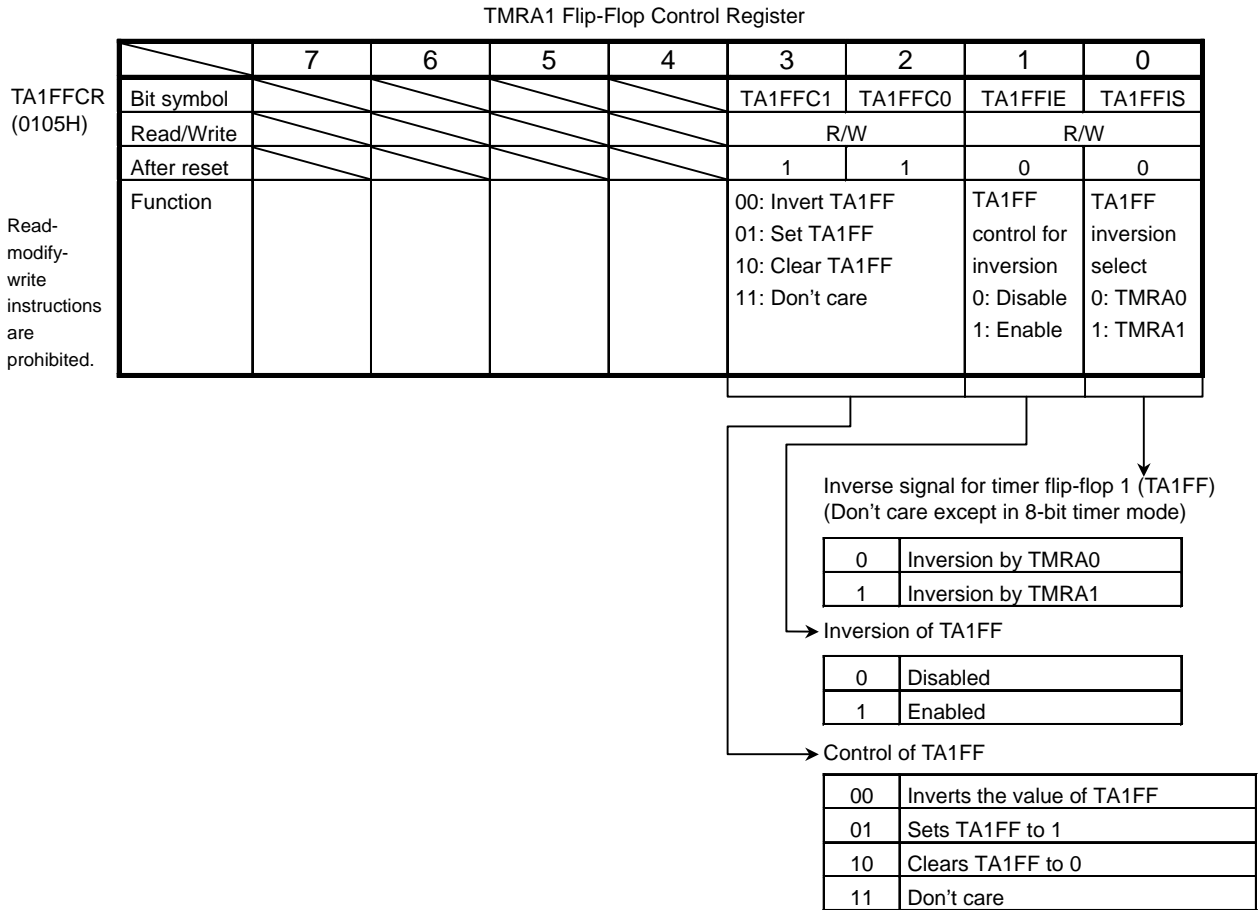 TMRA1 Flip-Flop Control Register
7 6 5 4 3 2 1 0
TA1FFCR
(0105H)
Bit symbol TA1FFC1 TA1FFC0 TA1FFIE TA1FFIS
Read/Write R/W R/W
After reset 1 1 0 0
Read-
modify-
write
instructions
are
prohibited.
Function
00: Invert TA1FF
01: Set TA1FF
10: Clear TA1FF
11: Don't care
TA1FF
control for
inversion
0: Disable
1: Enable
TA1FF
inversion
select
0: TMRA0
1: TMRA1
Inverse signal for timer flip-flop 1 (TA1FF)
(Don't care except in 8-bit timer mode)
0 Inversion by TMRA0
1 Inversion by TMRA1
Inversion of TA1FF
0 Disabled
1 Enabled
Control of TA1FF
00 Inverts the value of TA1FF
01 Sets TA1FF to 1
10 Clears TA1FF to 0
11 Don't care